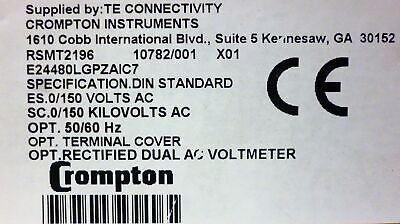 Supplied by:TE CONNECTIVITY
CROMPTON INSTRUMENTS
1610 Cobb International Blvd., Suite 5 Kennesaw, GA 30152
RSMT2196 10782/001 X01
E24480LGPZAIC7
SPECIFICATION.DIN STANDARD
ES.0/150 VOLTS AC
SC.0/150 KILOVOLTS AC
OPT. 50/60 Hz
OPT. TERMINAL COVER
OPT.RECTIFIED DUAL AC VOLTMETER
CE
Crompton